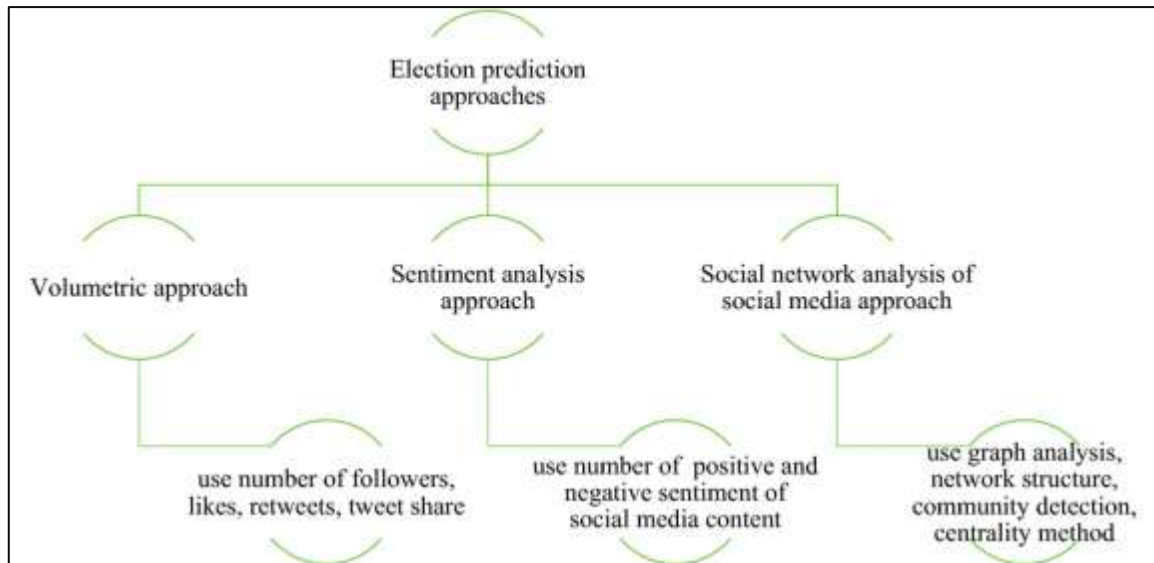 Election prediction
approaches
Volumetric approach
Sentiment analysis
approach
Social network analysis of
social media approach
use number of followers,
likes, retweets, tweet share
use number of positive and
negative sentiment of
social media content
use graph analysis,
network structure,
community detection,
centrality method